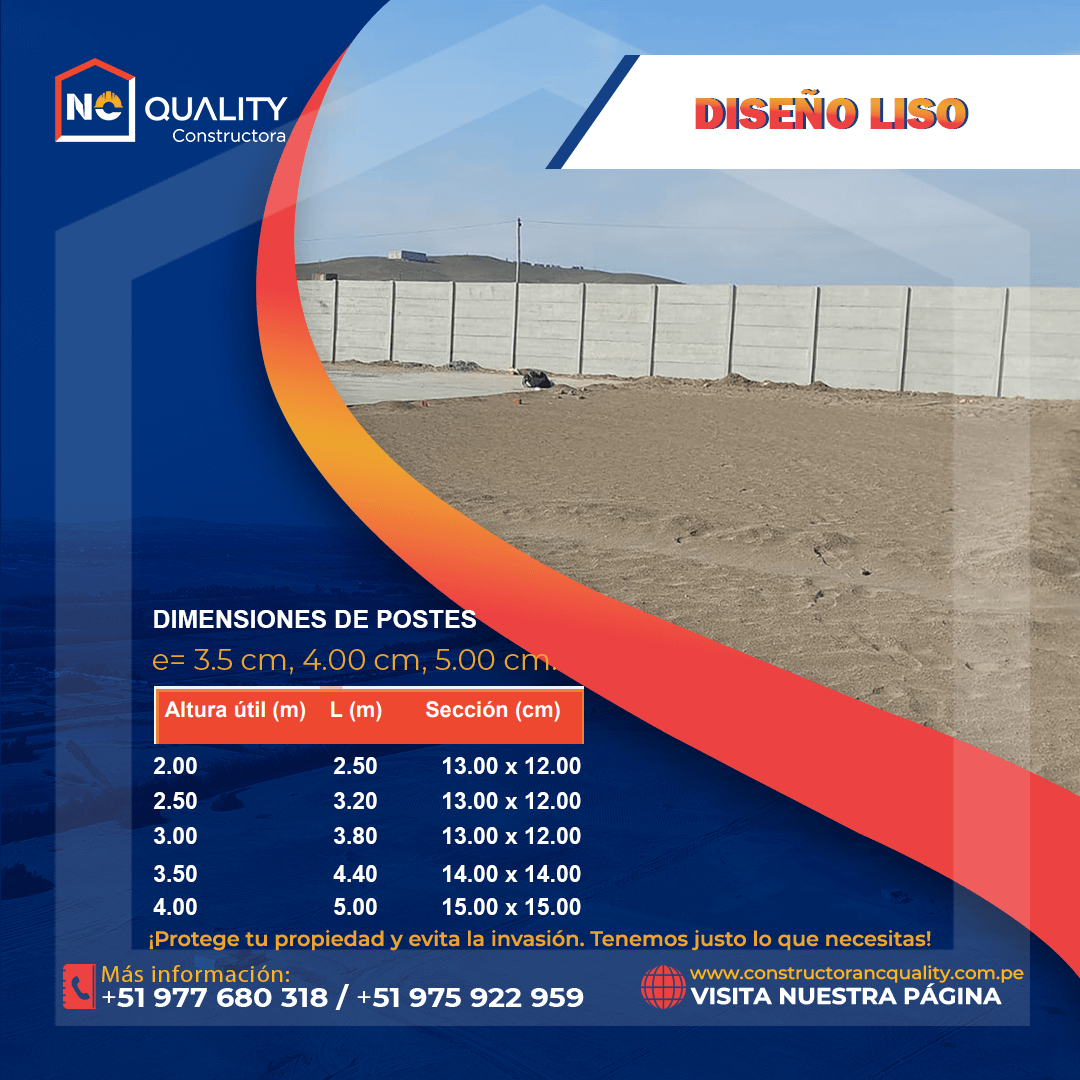 NC QUALITY
Constructora
DISEÑO LISO
DIMENSIONES DE POSTES
e= 3.5 cm, 4.00 cm, 5.00 cm.
Altura útil (m) L (m) Sección (cm)
2.00 2.50 13.00 x 12.00
2.50 3.20 13.00 x 12.00
3.00 3.80 13.00 x 12.00
3.50 4.40 14.00 x 14.00
4.00 5.00 15.00 x 15.00
¡Protege tu propiedad y evita la invasión. Tenemos justo lo que necesitas!
Más información:
+51 977 680 318 / +51 975 922 959
www.constructorancquality.com.pe
VISITA NUESTRA PÁGINA